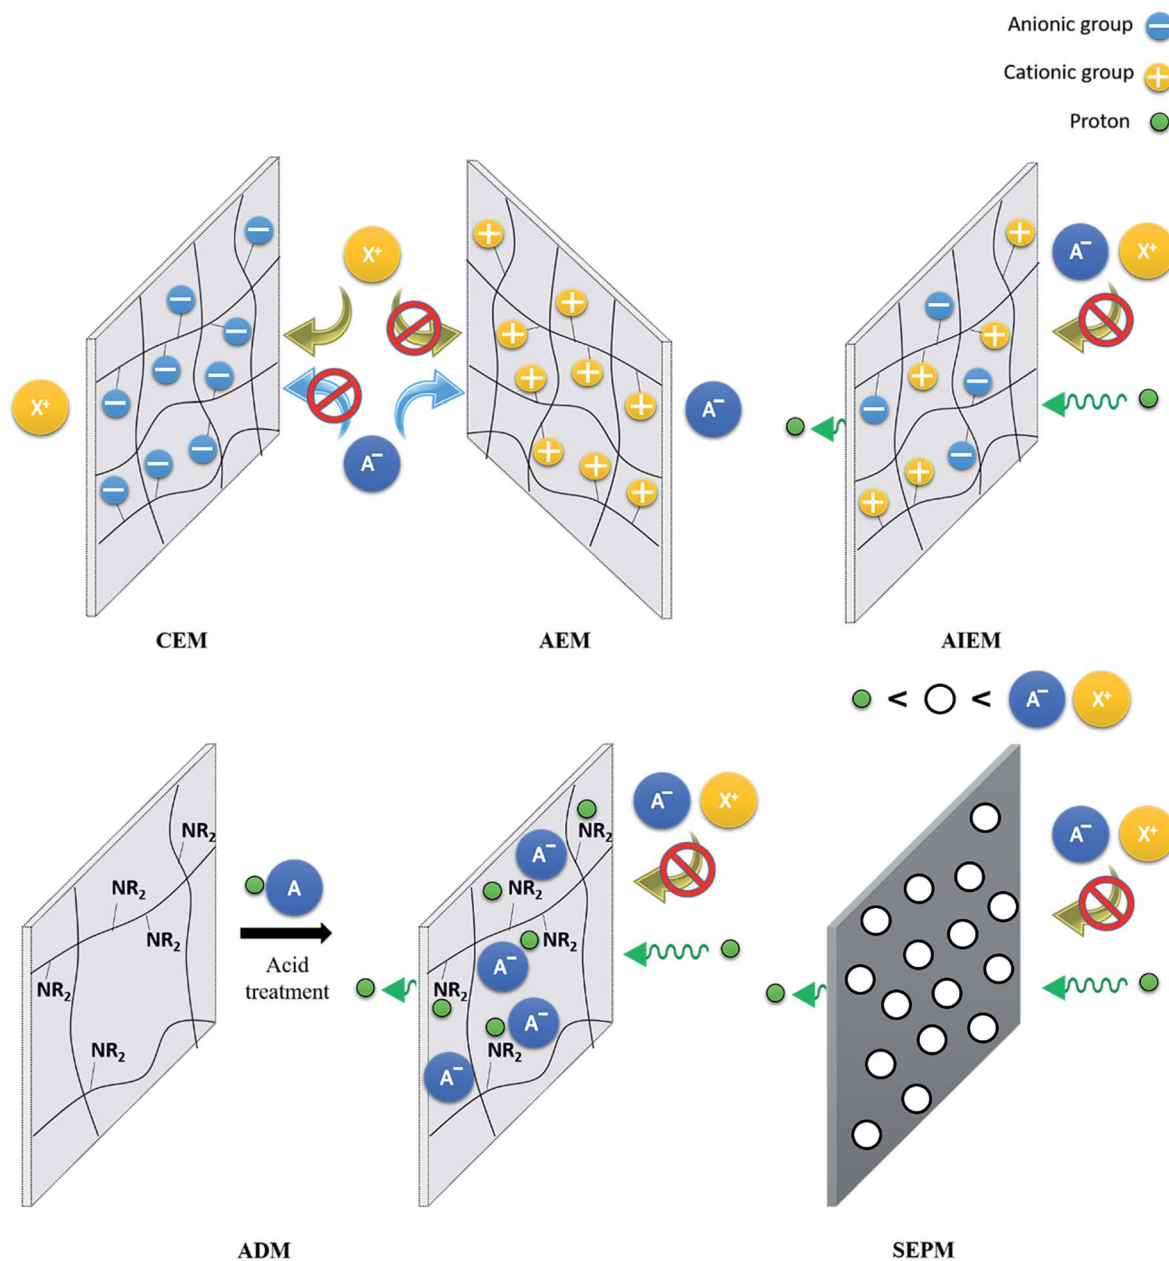 Anionic group −
Cationic group +
Proton
− − − − − − − − −
X⁺
X⁺
A⁻
CEM
+ + + + + + + + +
A⁻
AEM
+ − + + − − − + +
A⁻ X⁺
AIEM
< < A⁻ X⁺
NR₂
NR₂
NR₂
NR₂
NR₂
A
Acid
treatment
NR₂
A⁻
NR₂
NR₂
A⁻
NR₂
A⁻
NR₂
A⁻
A⁻ X⁺
ADM
A⁻ X⁺
SEPM